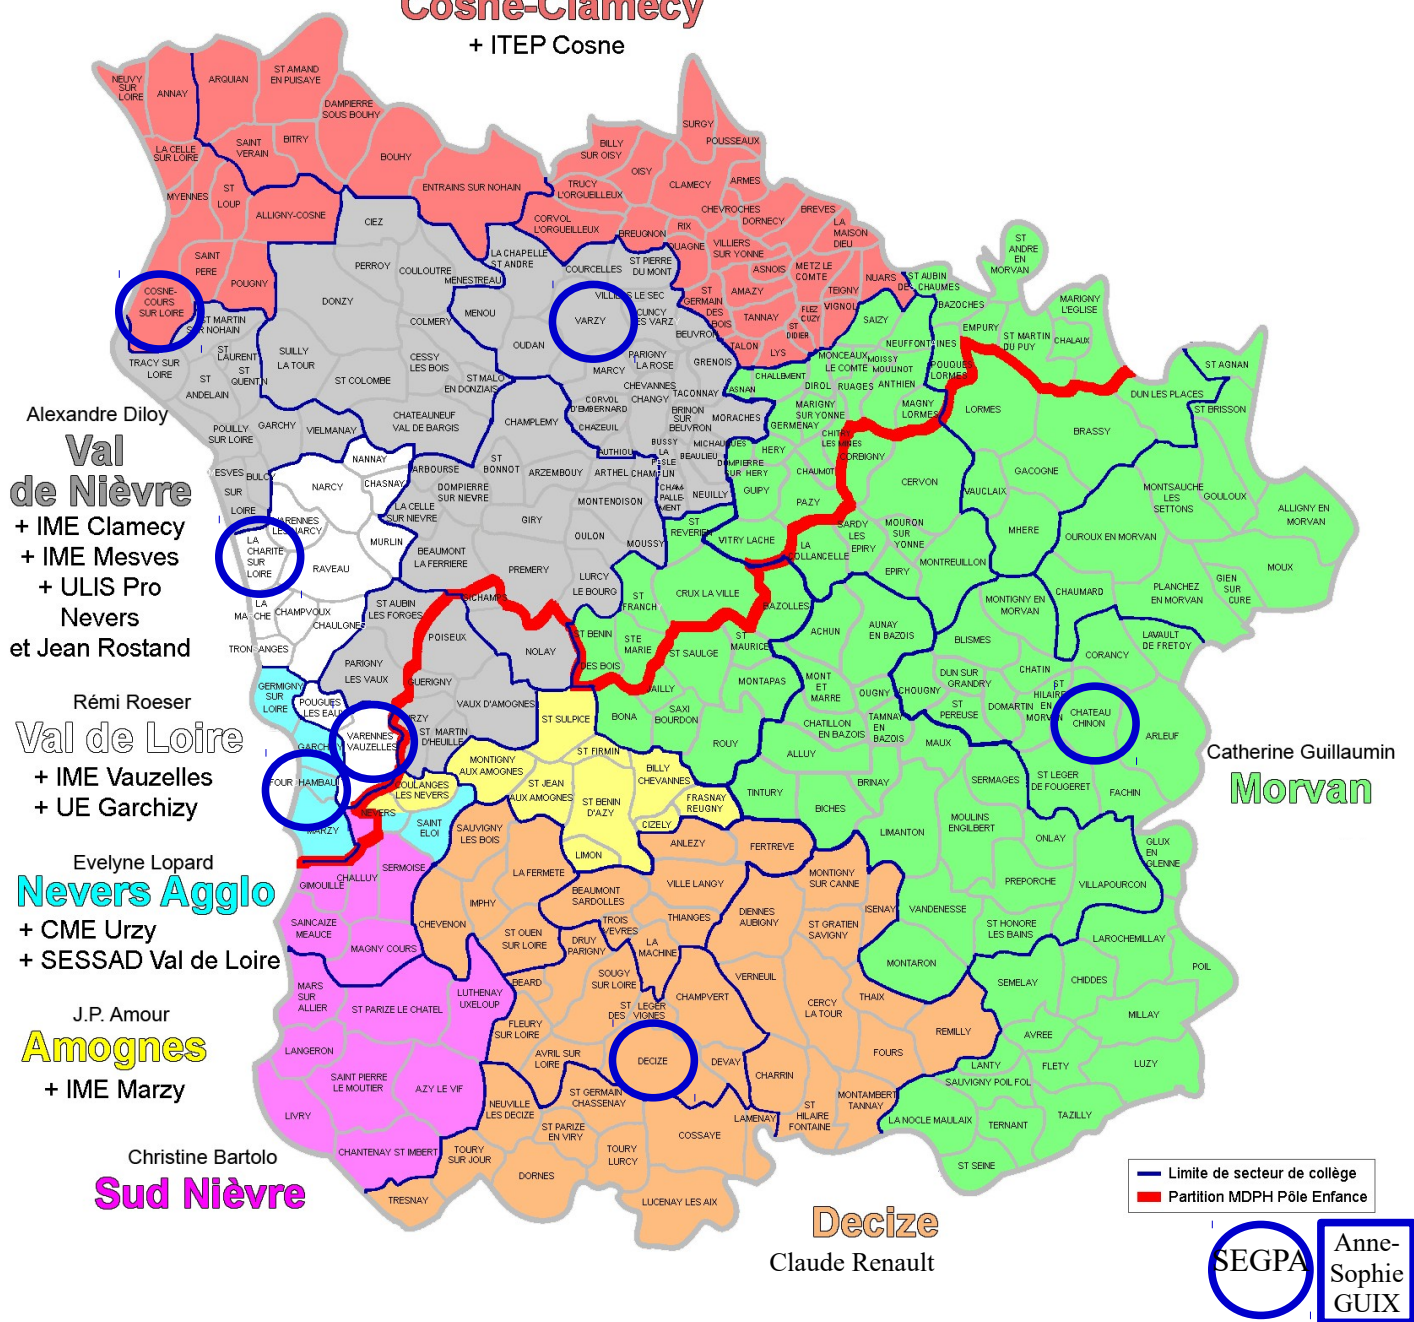 Cosne-Clamecy
+ ITEP Cosne
NEUVY
SUR
LOIRE
ANNAY
ARQUIAN
ST AMAND
EN PUISAYE
DAMPIERRE
SOUS BOUHY
LA CELLE
SUR LOIRE
SAINT
VERAIN
BITRY
BOUHY
MYENNES
ST
LOUP
ALLIGNY-COSNE
ENTRAINS SUR NOHAIN
SAINT
PERE
POUGNY
COSNE-
COURS
SUR LOIRE
BILLY
SUR OISY
SURGY
POUSSEAUX
OISY
TRUCY
L'ORGUEILLEUX
CLAMECY
ARMES
CORVOL
L'ORGUEILLEUX
BREUGNON
RIX
CHEVROCHES
DORNECY
BREVES
LA
MAISON
DIEU
VILLIERS
SUR YONNE
ASNOIS
METZ LE
COMTE
NUARS
ST
GERMAIN
DES
BOIS
AMAZY
TEIGNY
TANNAY
FLEZ
CUZY
VIGNOL
ST
DIDIER
TALON
LYS
CIEZ
PERROY
COULOUTRE
MENESTREAU
LA CHAPELLE
ST ANDRE
COURCELLES
ST PIERRE
DU MONT
DONZY
COLMERY
MENOU
VARZY
OUDAN
BEUVRON
ST MARTIN
SUR NOHAIN
TRACY SUR
LOIRE
ST
LAURENT
ST
QUENTIN
SUILLY
LA TOUR
ST
ANDELAIN
ST COLOMBE
CESSY
LES BOIS
ST MALO
EN DONZIAIS
MARCY
PARIGNY
LA ROSE
GRENOIS
CHEVANNES
CHANGY
TACONNAY
CORVOL
D'EMBERNARD
BRINON
SUR
BEUVRON
MORACHES
ASNAN
POUILLY
SUR LOIRE
GARCHY
VIELMANAY
CHATEAUNEUF
VAL DE BARGIS
CHAMPLEMY
CHAZEUIL
AUTHIOU
BUSSY
LA
PESLE
MICHAUGUES
BEAULIEU
BULCY
SUR
LOIRE
NANNAY
NARCY
CHASNAY
ARBOURSE
ST
BONNOT
ARZEMBOUY
ARTHEL
NEUILLY
DOMPIERRE
SUR NIEVRE
LA CELLE
SUR NIEVRE
MONTENOISON
CHAM-
PALLE-
MENT
GIRY
OULON
MOUSSY
MURLIN
RAVEAU
BEAUMONT
LA FERRIERE
PREMERY
LURCY
LE BOURG
LA
CHARITE
SUR
LOIRE
CHAMPVOUX
CHAULGNES
TRONSANGES
ST AUBIN
LES FORGES
POISEUX
NOLAY
PARIGNY
LES VAUX
GUERIGNY
VAUX D'AMOGNES
ST MARTIN
D'HEUILLE
GERMIGNY
SUR
LOIRE
VARENNES
VAUZELLES
MARZY
NEVERS
SAINT
ELOI
ST SULPICE
MONTIGNY
AUX AMOGNES
ST FIRMIN
ST JEAN
AUX AMOGNES
BILLY
CHEVANNES
ST BENIN
D'AZY
FRASNAY
REUGNY
CIZELY
LIMON
ST
ANDRE
EN
MORVAN
ST AUBIN
DES
CHAUMES
BAZOCHES
MARIGNY
L'EGLISE
SAIZY
EMPURY
ST MARTIN
DU PUY
CHALAUX
NEUFFONTAINES
MONCEAUX
LE COMTE
MOISSY
MOULINOT
POUQUES
LORMES
CHALLEMENT
DIROL
RUAGES
ANTHIEN
LORMES
DUN LES PLACES
ST AGNAN
ST BRISSON
MARIGNY
SUR YONNE
MAGNY
LORMES
GERMENAY
CHITRY
LES MINES
CORBIGNY
BRASSY
HERY
CHAUMOT
DOMPIERRE
SUR HERY
GUIPY
PAZY
CERVON
VAUCLAIX
GACOGNE
MONTSAUCHE
LES
SETTONS
GOULOUX
ALLIGNY EN
MORVAN
ST
REVERIEN
VITRY LACHE
LA
COLLANCELLE
SARDY
LES
EPIRY
MOURON
SUR
YONNE
MHERE
OUROUX EN MORVAN
EPIRY
MONTREUILLON
MOUX
PLANCHEZ
EN MORVAN
GIEN
SUR
CURE
ST
FRANCHY
CRUX LA VILLE
BAZOLLES
MONTIGNY EN
MORVAN
CHAUMARD
ST BENIN
DES BOIS
STE
MARIE
ST SAULGE
ST
MAURICE
ACHUN
AUNAY
EN BAZOIS
BLISMES
CORANCY
LAVAULT
DE FRETOY
JAILLY
MONTAPAS
MONT
ET
MARRE
OUGNY
CHOUGNY
DUN SUR
GRANDRY
CHATIN
ST
HILAIRE
EN
MORVAN
BONA
SAXI
BOURDON
CHATILLON
EN BAZOIS
TAMNAY
EN
BAZOIS
ST
PEREUSE
DOMARTIN
CHATEAU
CHINON
ARLEUF
ROUY
ALLUY
MAUX
TINTURY
BRINAY
BICHES
SERMAGES
ST LEGER
DE FOUGERET
FACHIN
LIMANTON
MOULINS
ENGILBERT
ONLAY
GLUX
EN
GLENNE
PREPORCHE
VILLAPOURCON
VANDENESSE
ST HONORE
LES BAINS
LAROCHEMILLAY
MONTARON
SEMELAY
CHIDDES
POIL
MILLAY
AVREE
LANTY
FLETY
LUZY
SAVIGNY POIL FOL
LA NOCLE MAULAIX
TERNANT
TAZILLY
ST SEINE
GIMOUILLE
CHALLUY
SERMOISE
SAINCAIZE
MEAUCE
MAGNY COURS
MARS
SUR
ALLIER
ST PARIZE LE CHATEL
LUTHENAY
UXELOUP
LANGERON
SAINT PIERRE
LE MOUTIER
AZY LE VIF
LIVRY
CHANTENAY ST IMBERT
SAUVIGNY
LES BOIS
LA FERMETE
ANLEZY
FERTREVE
IMPHY
BEAUMONT
SARDOLLES
VILLE LANGY
MONTIGNY
SUR CANNE
CHEVENON
ST OUEN
SUR LOIRE
TROIS
VEVRES
THIANGES
DIENNES
AUBIGNY
ISENAY
DRUY
PARIGNY
LA
MACHINE
ST GRATIEN
SAVIGNY
BEARD
SOUGY
SUR LOIRE
VERNEUIL
ST LEGER
DES VIGNES
CHAMPVERT
CERCY
LA TOUR
THAIX
FLEURY
SUR LOIRE
REMILLY
AVRIL SUR
LOIRE
DECIZE
DEVAY
CHARRIN
FOURS
NEUVILLE
LES DECIZE
ST GERMAIN
CHASSENAY
LAMENAY
ST
HILAIRE
FONTAINE
MONTAMBERT
TANNAY
ST PARIZE
EN VIRY
COSSAYE
TOURY
SUR JOUR
TOURY
LURCY
DORNES
TRESNAY
LUCENAY LES AIX
Alexandre Diloy
Val
de Nièvre
+ IME Clamecy
+ IME Mesves
+ ULIS Pro
Nevers
et Jean Rostand
Rémi Roeser
Val de Loire
+ IME Vauzelles
+ UE Garchizy
Evelyne Lopard
Nevers Agglo
+ CME Urzy
+ SESSAD Val de Loire
J.P. Amour
Amognes
+ IME Marzy
Christine Bartolo
Sud Nièvre
Catherine Guillaumin
Morvan
Decize
Claude Renault
Limite de secteur de collège
Partition MDPH Pôle Enfance
SEGPA
Anne-
Sophie
GUIX